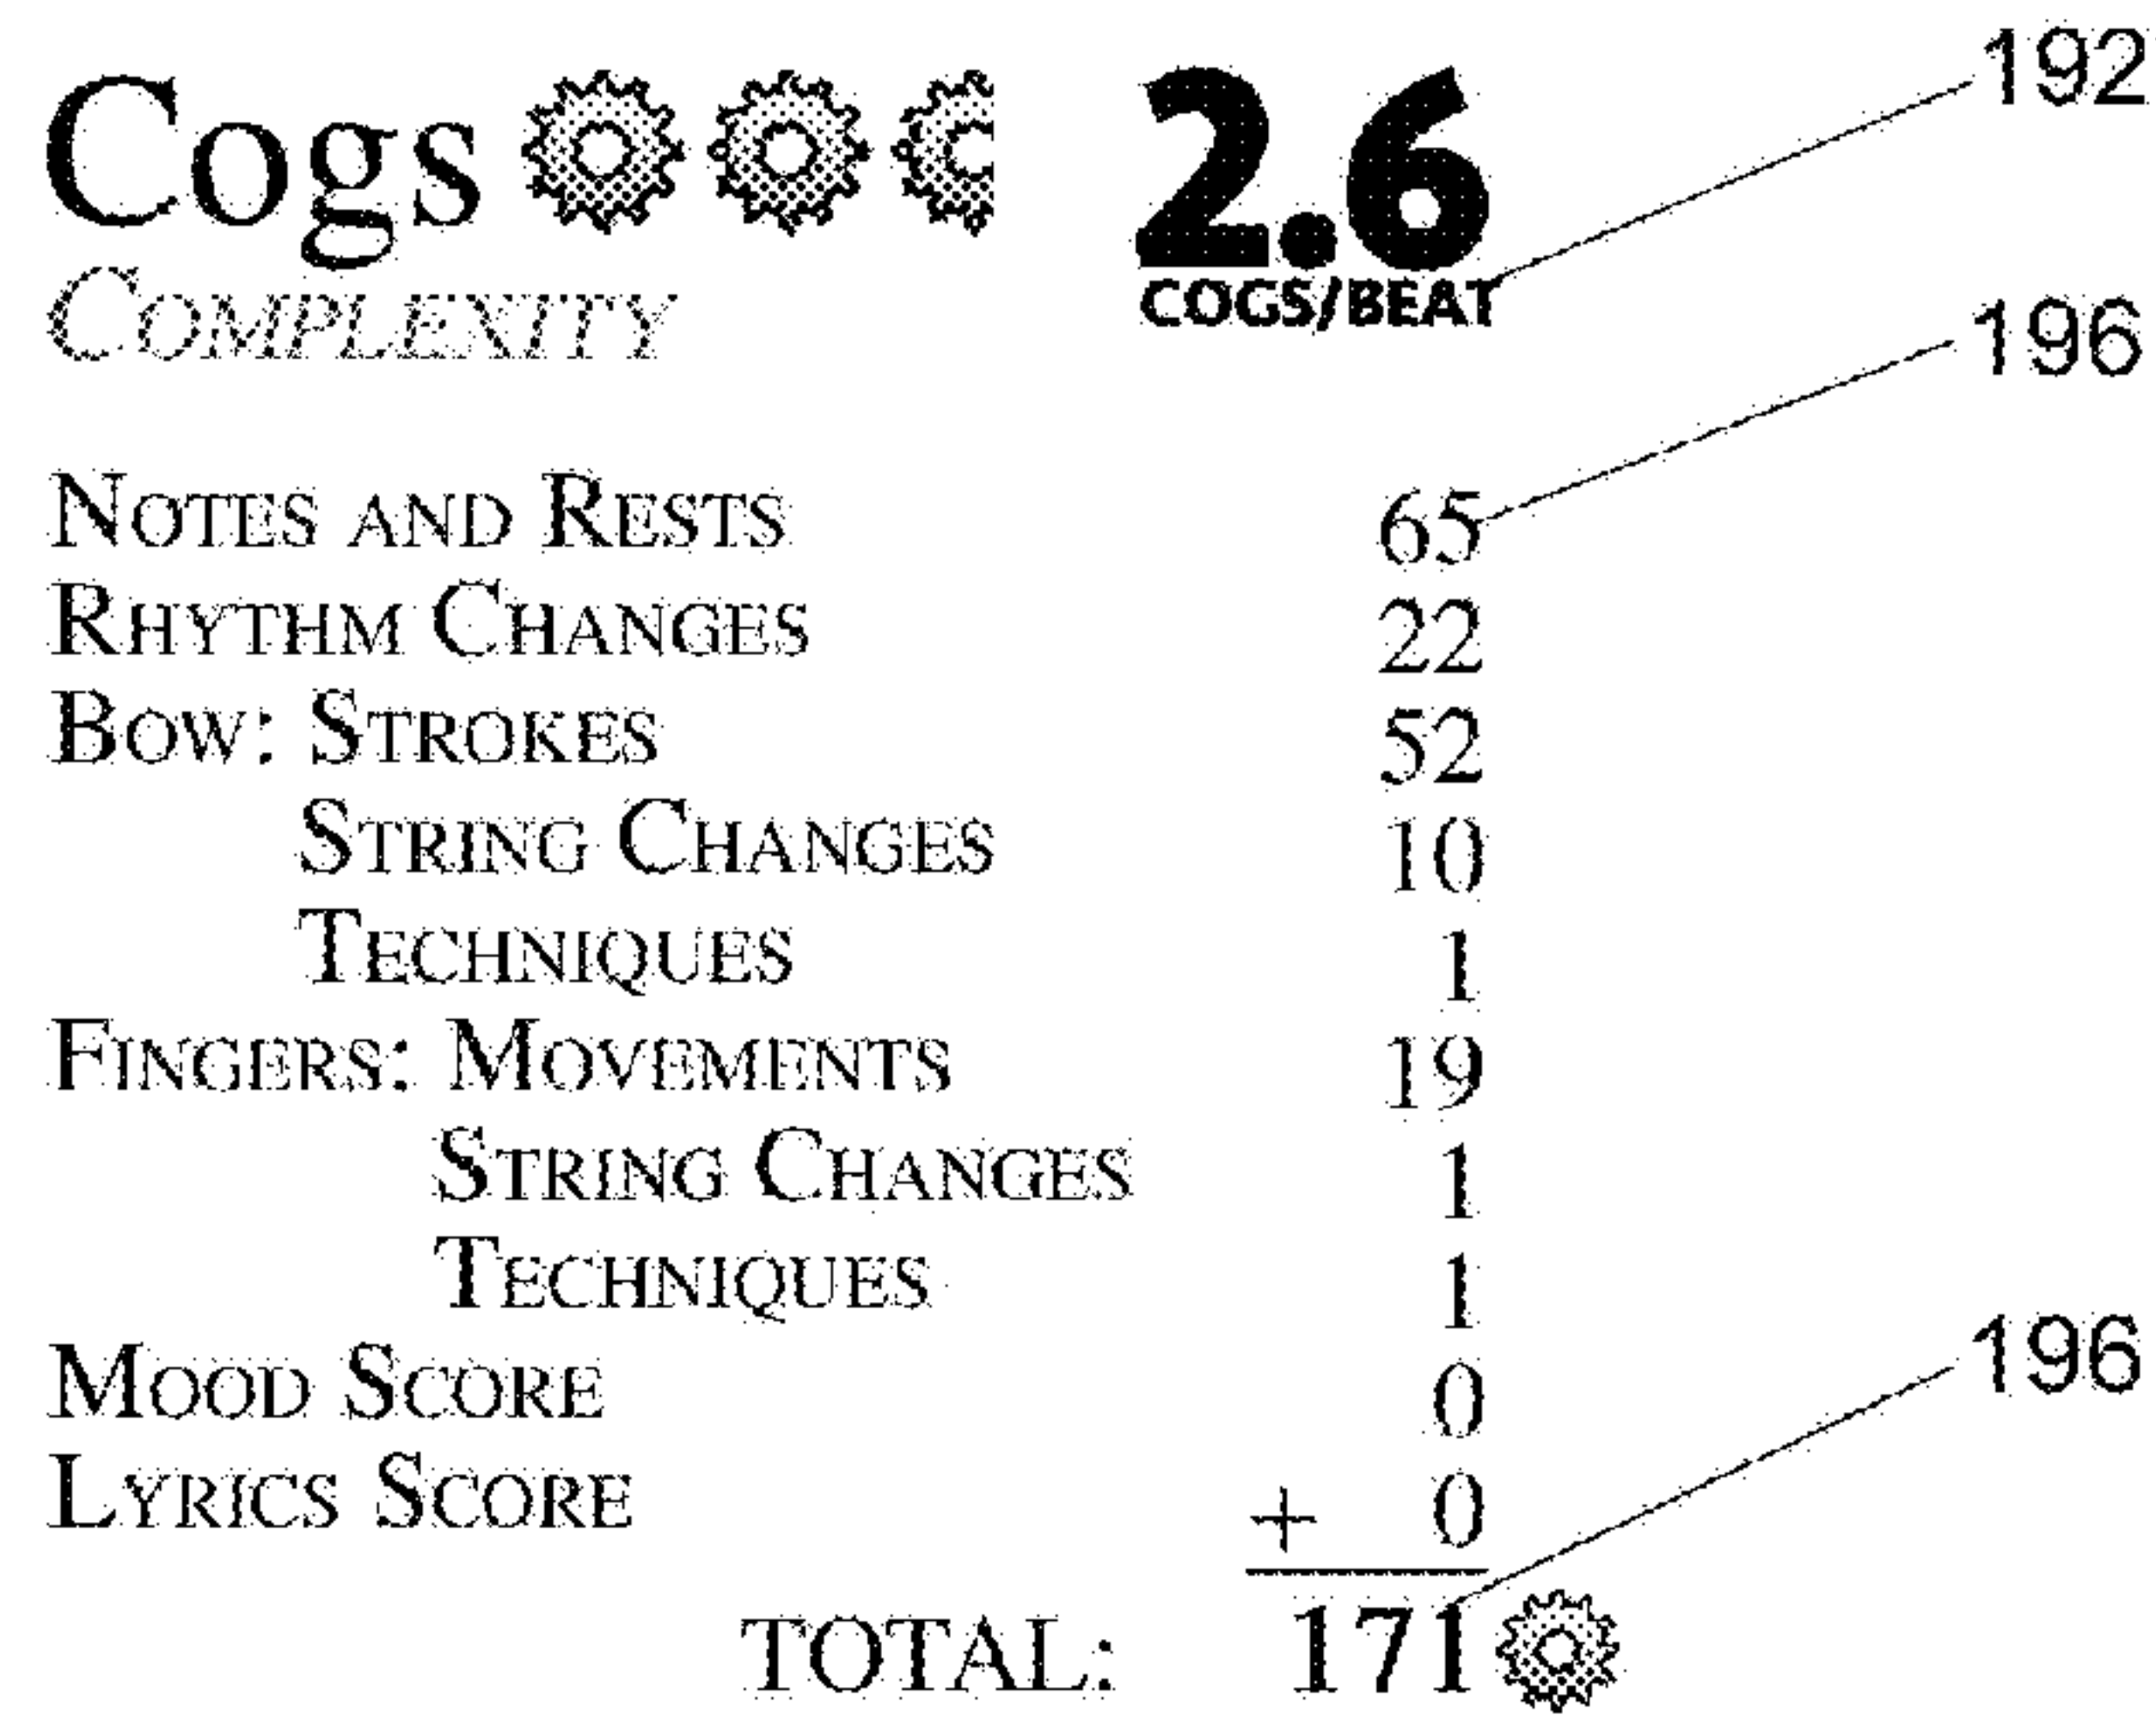 Cogs 2.6 192
COMPLEXITY COGS/BEAT
196
NOTES AND RESTS 65
RHYTHM CHANGES 22
BOW: STROKES 52
STRING CHANGES 10
TECHNIQUES 1
FINGERS: MOVEMENTS 19
STRING CHANGES 1
TECHNIQUES 1
MOOD SCORE 0
196
LYRICS SCORE + 0
TOTAL: 171